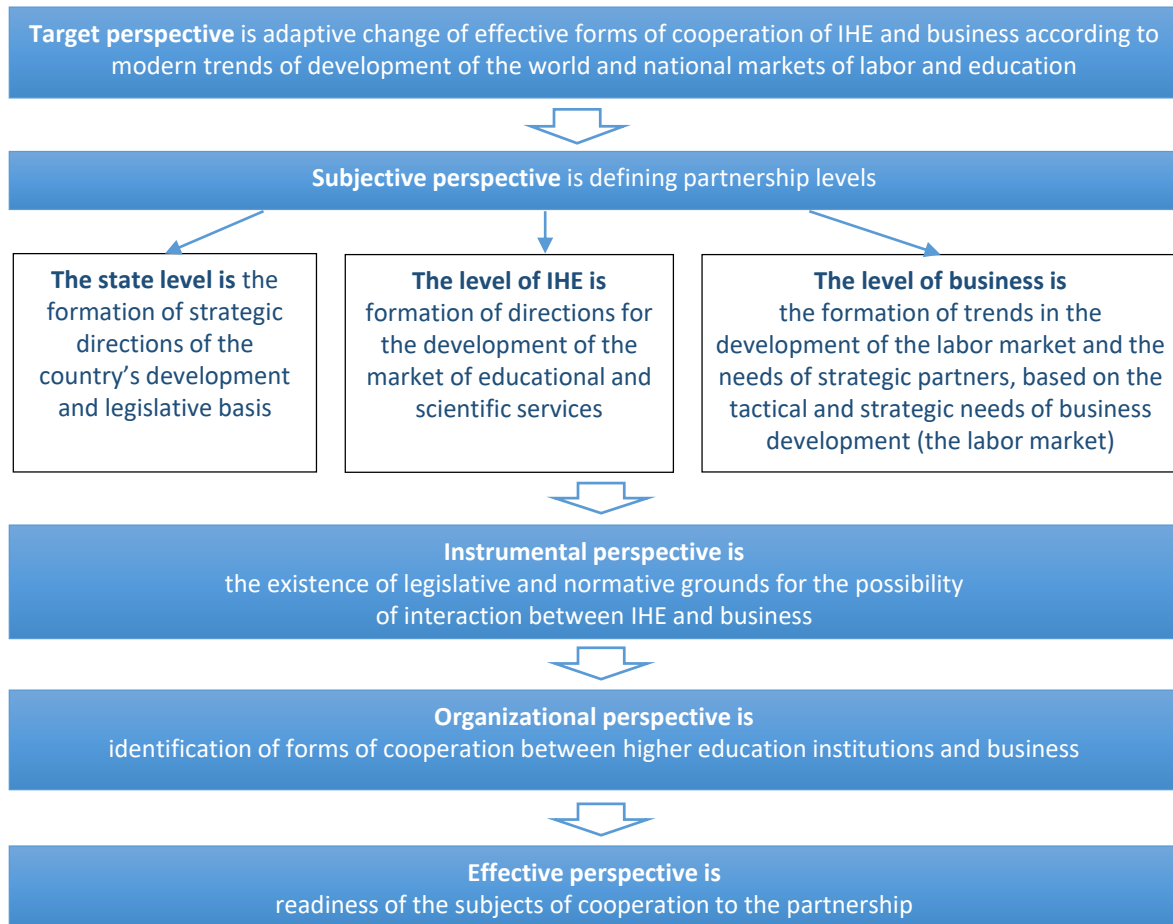 Target perspective is adaptive change of effective forms of cooperation of IHE and business according to
modern trends of development of the world and national markets of labor and education
Subjective perspective is defining partnership levels
The state level is the
formation of strategic
directions of the
country’s development
and legislative basis
The level of IHE is
formation of directions for
the development of the
market of educational and
scientific services
The level of business is
the formation of trends in the
development of the labor market and the
needs of strategic partners, based on the
tactical and strategic needs of business
development (the labor market)
Instrumental perspective is
the existence of legislative and normative grounds for the possibility
of interaction between IHE and business
Organizational perspective is
identification of forms of cooperation between higher education institutions and business
Effective perspective is
readiness of the subjects of cooperation to the partnership